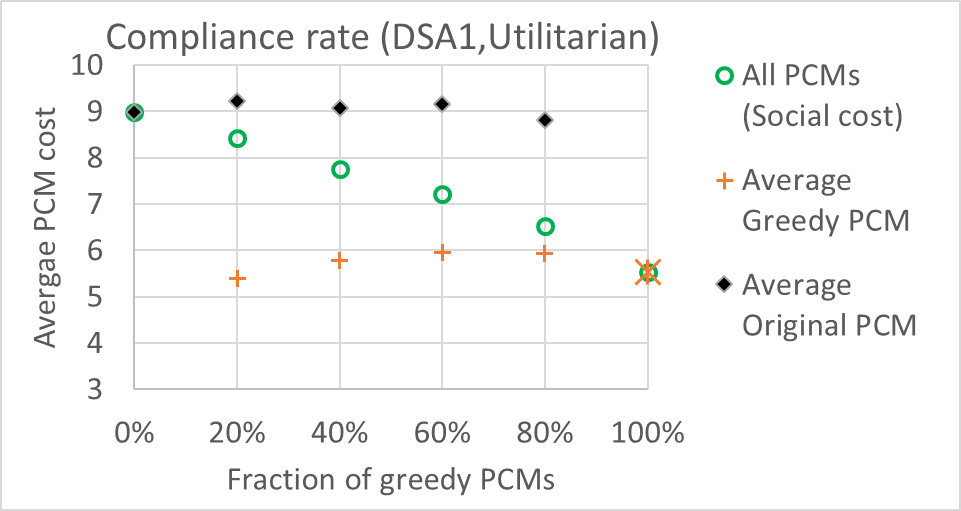 Compliance rate (DSA1,Utilitarian)
10
9
8
7
6
5
4
3
Avergae PCM cost
0%
20%
40%
60%
80%
100%
Fraction of greedy PCMs
All PCMs
(Social cost)
Average
Greedy PCM
Average
Original PCM